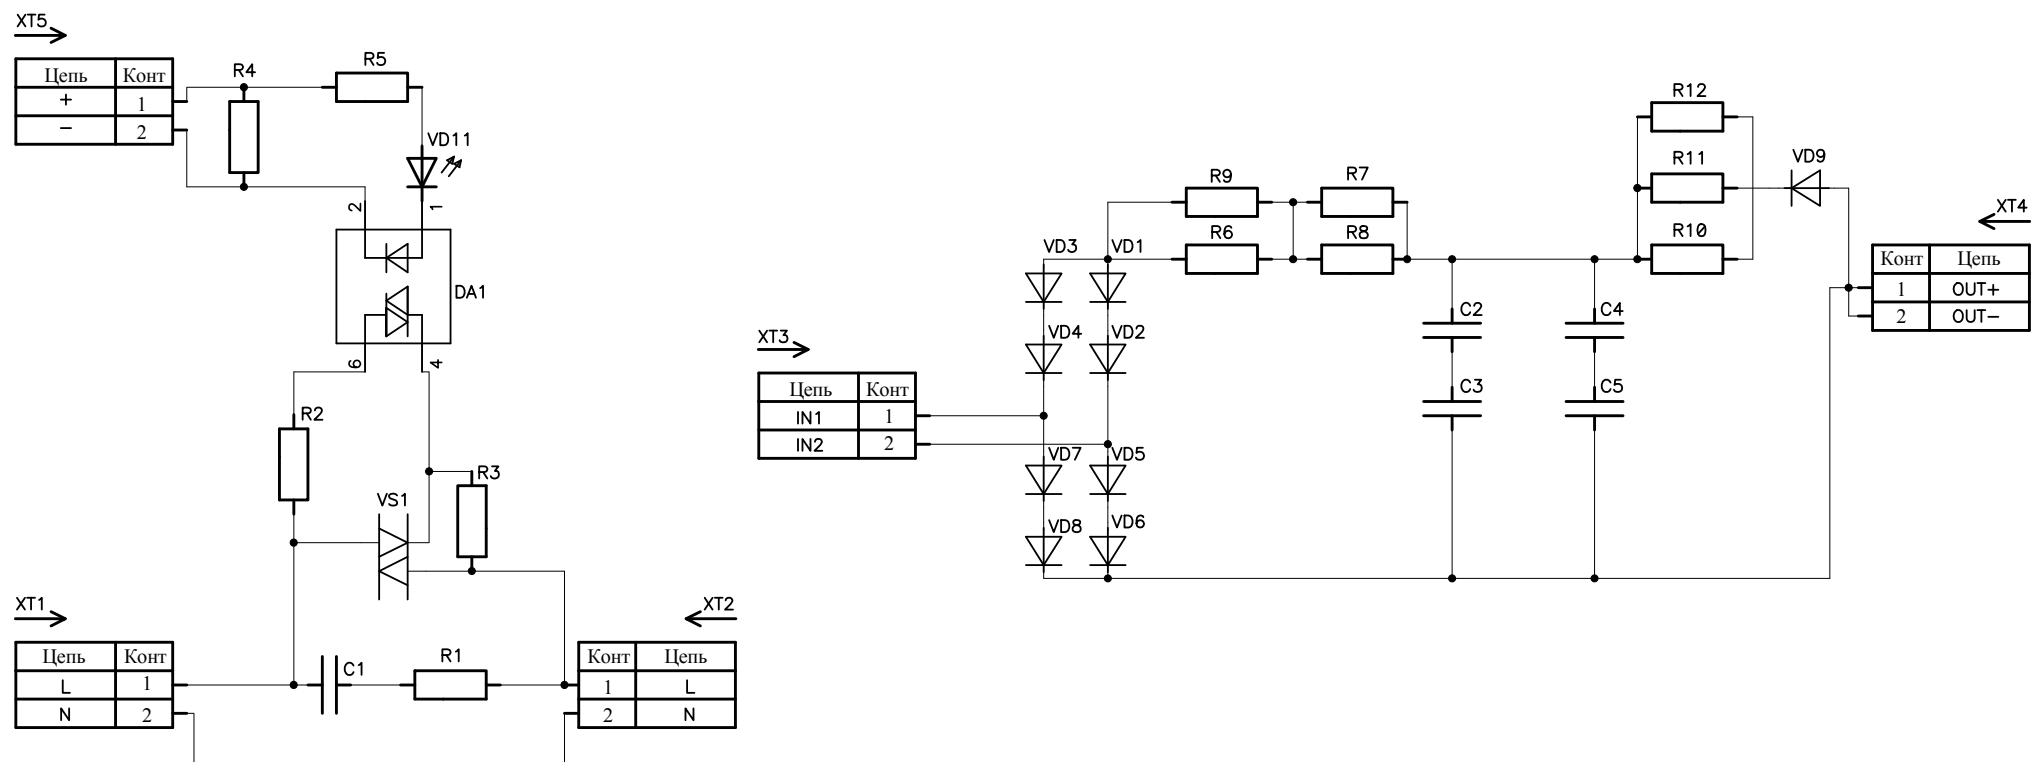 XT5
Цепь Конт
+ 1
− 2
R4
R5
VD11
2
1
DA1
6
4
R2
R3
VS1
XT1
Цепь Конт
L 1
N 2
C1
R1
XT2
Конт Цепь
1 L
2 N
XT3
Цепь Конт
IN1 1
IN2 2
VD3
VD1
VD4
VD2
VD7
VD5
VD8
VD6
R9
R7
R6
R8
C2
C4
C3
C5
R12
R11
R10
VD9
XT4
Конт Цепь
1 OUT+
2 OUT−